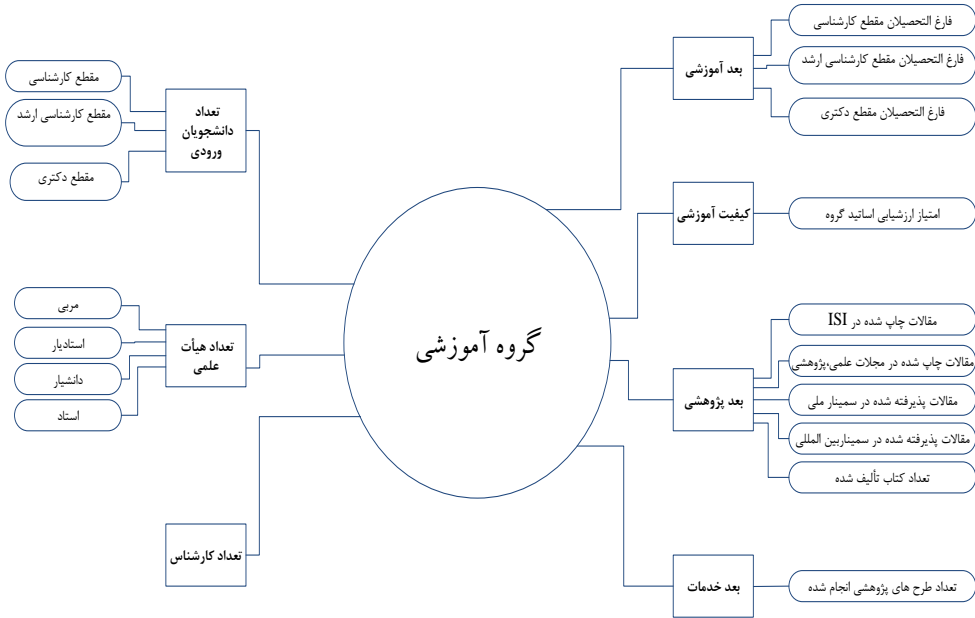 گروه آموزشی
بعد آموزشی
فارغ التحصیلان مقطع کارشناسی
فارغ التحصیلان مقطع کارشناسی ارشد
فارغ التحصیلان مقطع دکتری
کیفیت آموزشی
امتیاز ارزشیابی اساتید گروه
بعد پژوهشی
مقالات چاپ شده در ISI
مقالات چاپ شده در مجلات علمی،پژوهشی
مقالات پذیرفته شده در سمینار ملی
مقالات پذیرفته شده در سمیناربین المللی
تعداد کتاب تألیف شده
بعد خدمات
تعداد طرح های پژوهشی انجام شده
تعداد
دانشجویان
ورودی
مقطع کارشناسی
مقطع کارشناسی ارشد
مقطع دکتری
تعداد هیأت
علمی
مربی
استادیار
دانشیار
استاد
تعداد کارشناس